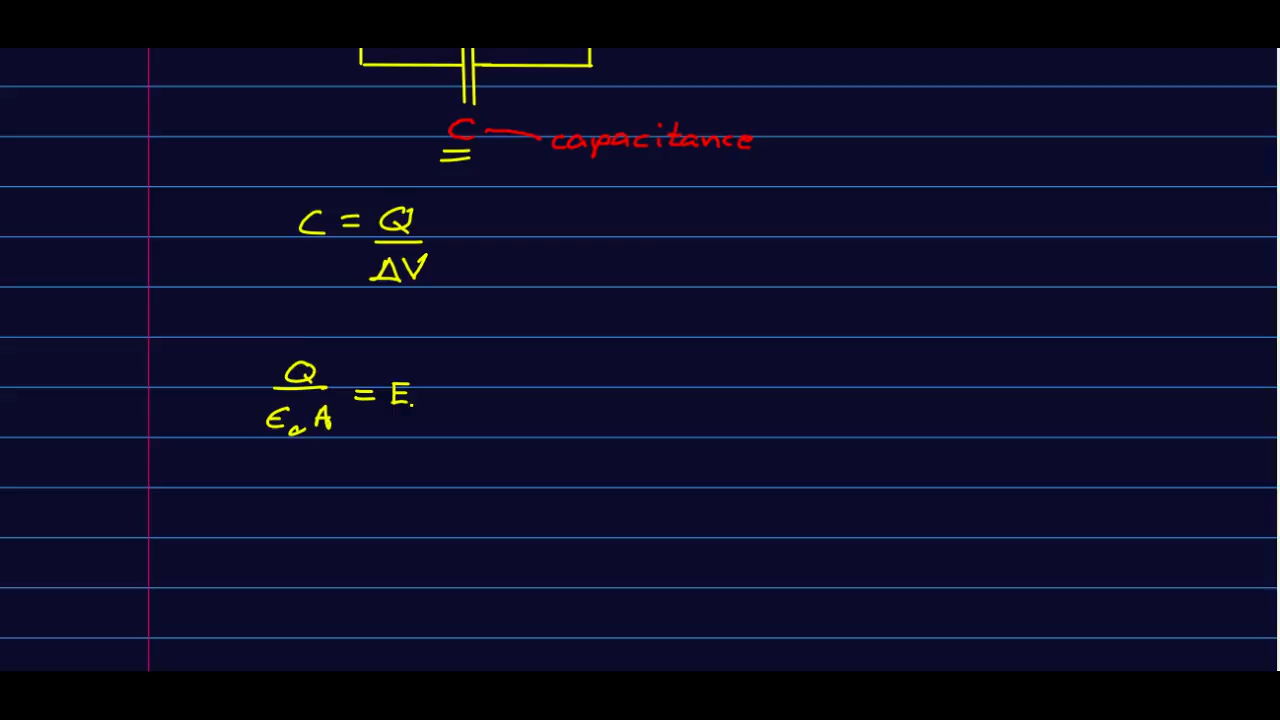 C capacitance
C = Q/ΔV
Q/ϵ₀A = E